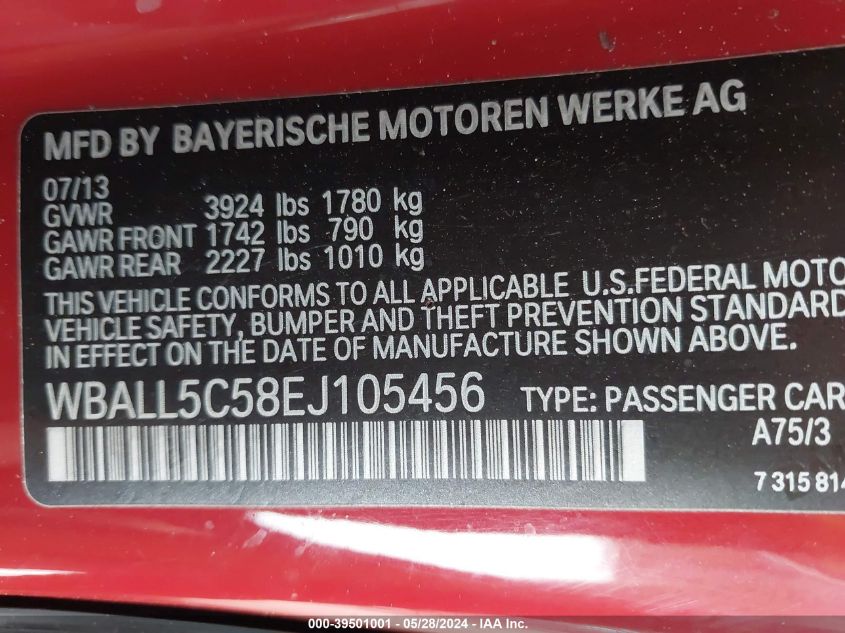 MFD BY BAYERISCHE MOTOREN WERKE AG
07/13
GVWR 3924 lbs 1780 kg
GAWR FRONT 1742 lbs 790 kg
GAWR REAR 2227 lbs 1010 kg
THIS VEHICLE CONFORMS TO ALL APPLICABLE U.S.FEDERAL MOTO
VEHICLE SAFETY, BUMPER AND THEFT PREVENTION STANDARD
IN EFFECT ON THE DATE OF MANUFACTURE SHOWN ABOVE.
WBALL5C58EJ105456 TYPE: PASSENGER CAR
A75/3
7 315 814
000-39501001 / 05/28/2024 - IAA Inc.